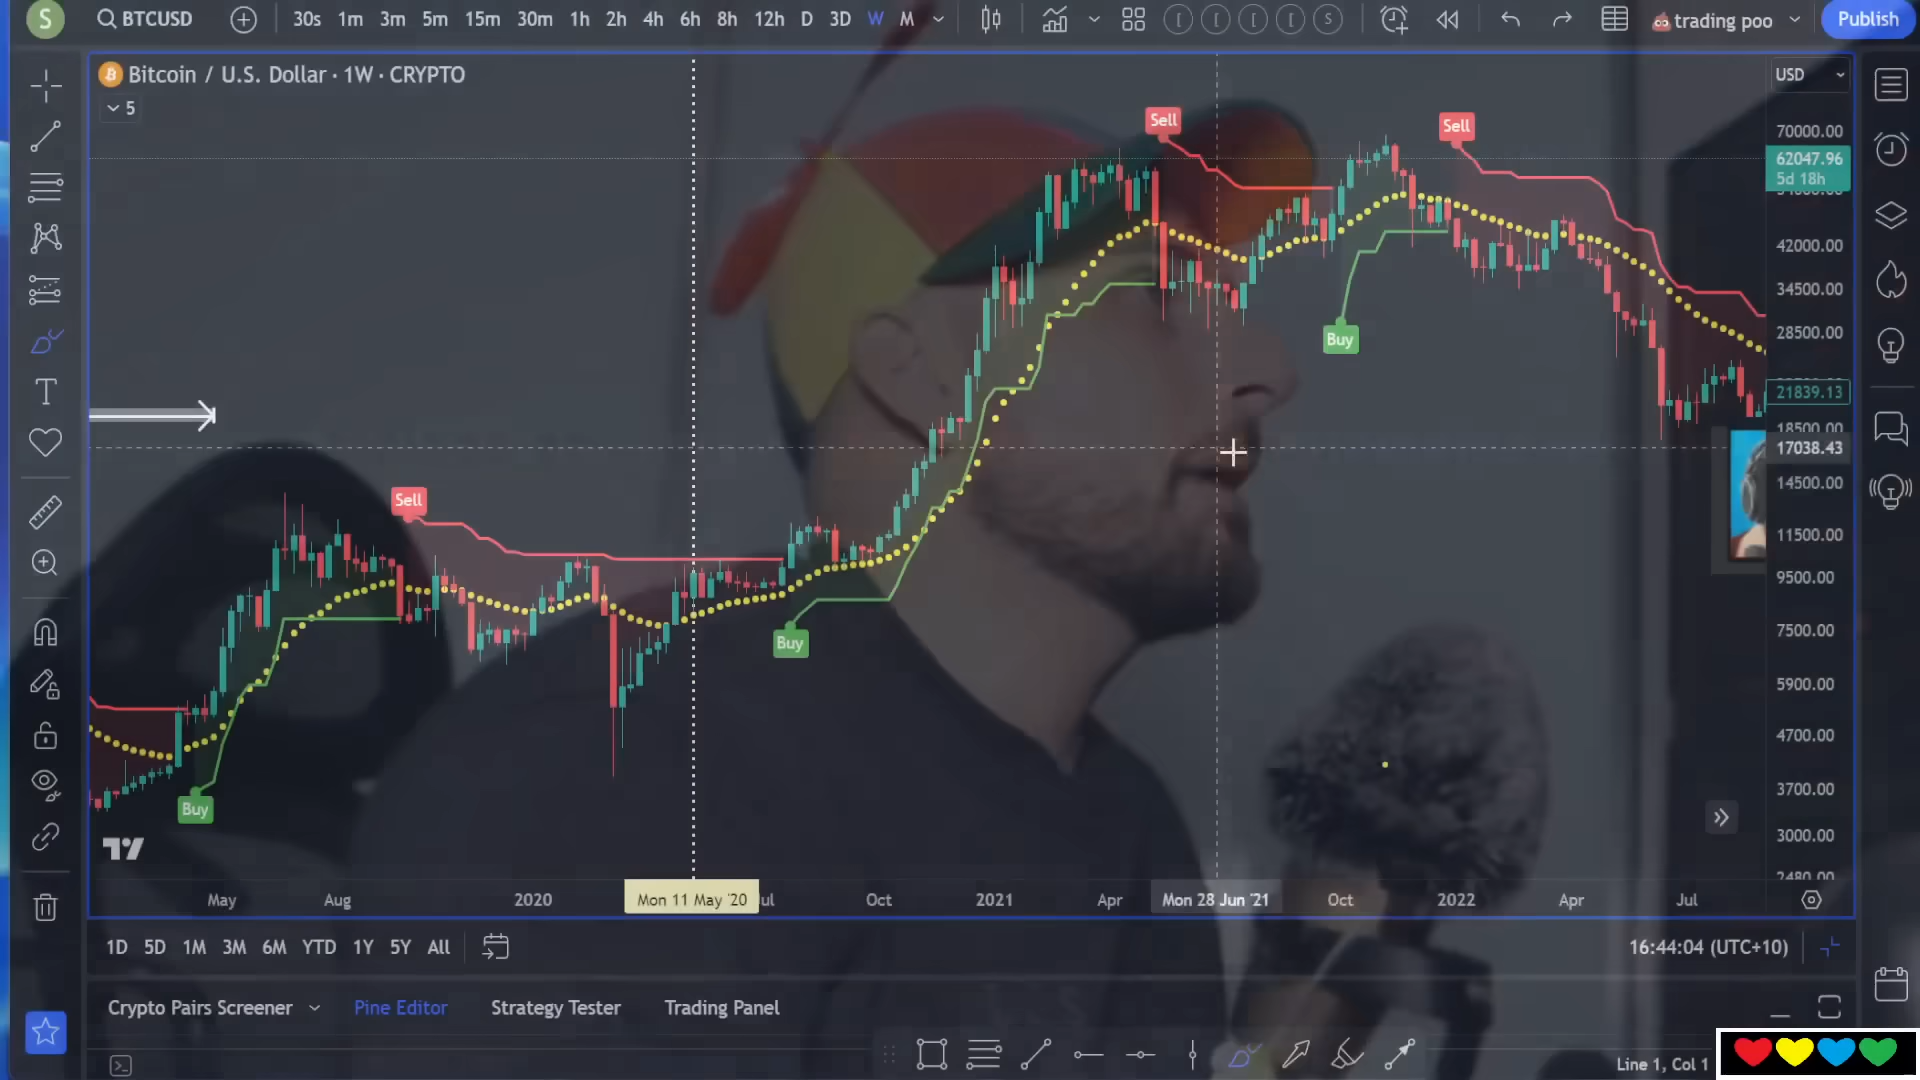 S BTCUSD 30s 1m 3m 5m 15m 30m 1h 2h 4h 6h 8h 12h D 3D W M [ [ [ [ S trading poo Publish
Bitcoin / U.S. Dollar · 1W · CRYPTO
USD
5
Sell
Sell
70000.00
62047.96
5d 18h
42000.00
34500.00
28500.00
Buy
21839.13
18500.00
17038.43
14500.00
Sell
11500.00
9500.00
7500.00
Buy
5900.00
4700.00
3700.00
Buy
3000.00
2480.00
May Aug 2020 Mon 11 May '20 Oct 2021 Apr Mon 28 Jun '21 Oct 2022 Apr Jul
1D 5D 1M 3M 6M YTD 1Y 5Y All
16:44:04 (UTC+10)
Crypto Pairs Screener Pine Editor Strategy Tester Trading Panel
Line 1, Col 1